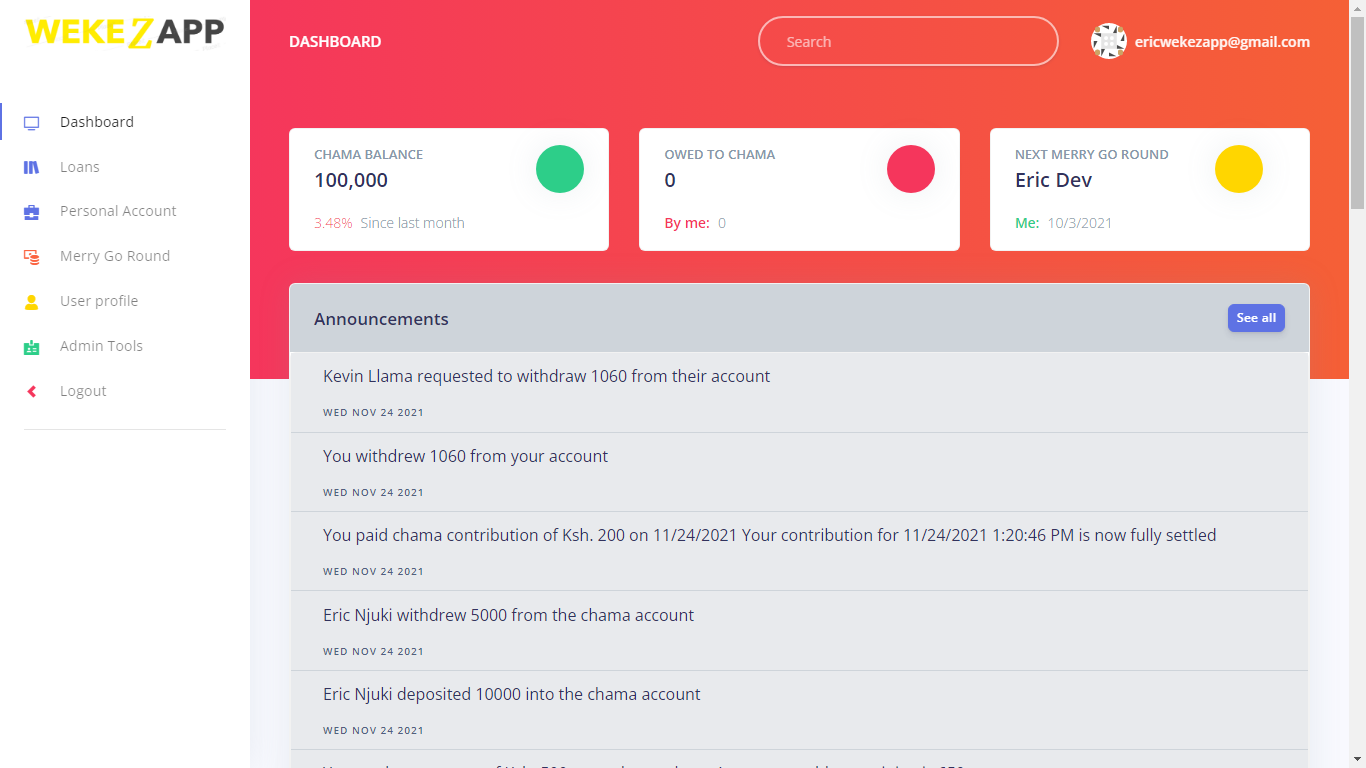 WEKEZAPP
DASHBOARD
Search
ericwekezapp@gmail.com
Dashboard
Loans
Personal Account
Merry Go Round
User profile
Admin Tools
Logout
CHAMA BALANCE
100,000
3.48% Since last month
OWED TO CHAMA
0
By me: 0
NEXT MERRY GO ROUND
Eric Dev
Me: 10/3/2021
Announcements
See all
Kevin Llama requested to withdraw 1060 from their account
WED NOV 24 2021
You withdrew 1060 from your account
WED NOV 24 2021
You paid chama contribution of Ksh. 200 on 11/24/2021 Your contribution for 11/24/2021 1:20:46 PM is now fully settled
WED NOV 24 2021
Eric Njuki withdrew 5000 from the chama account
WED NOV 24 2021
Eric Njuki deposited 10000 into the chama account
WED NOV 24 2021